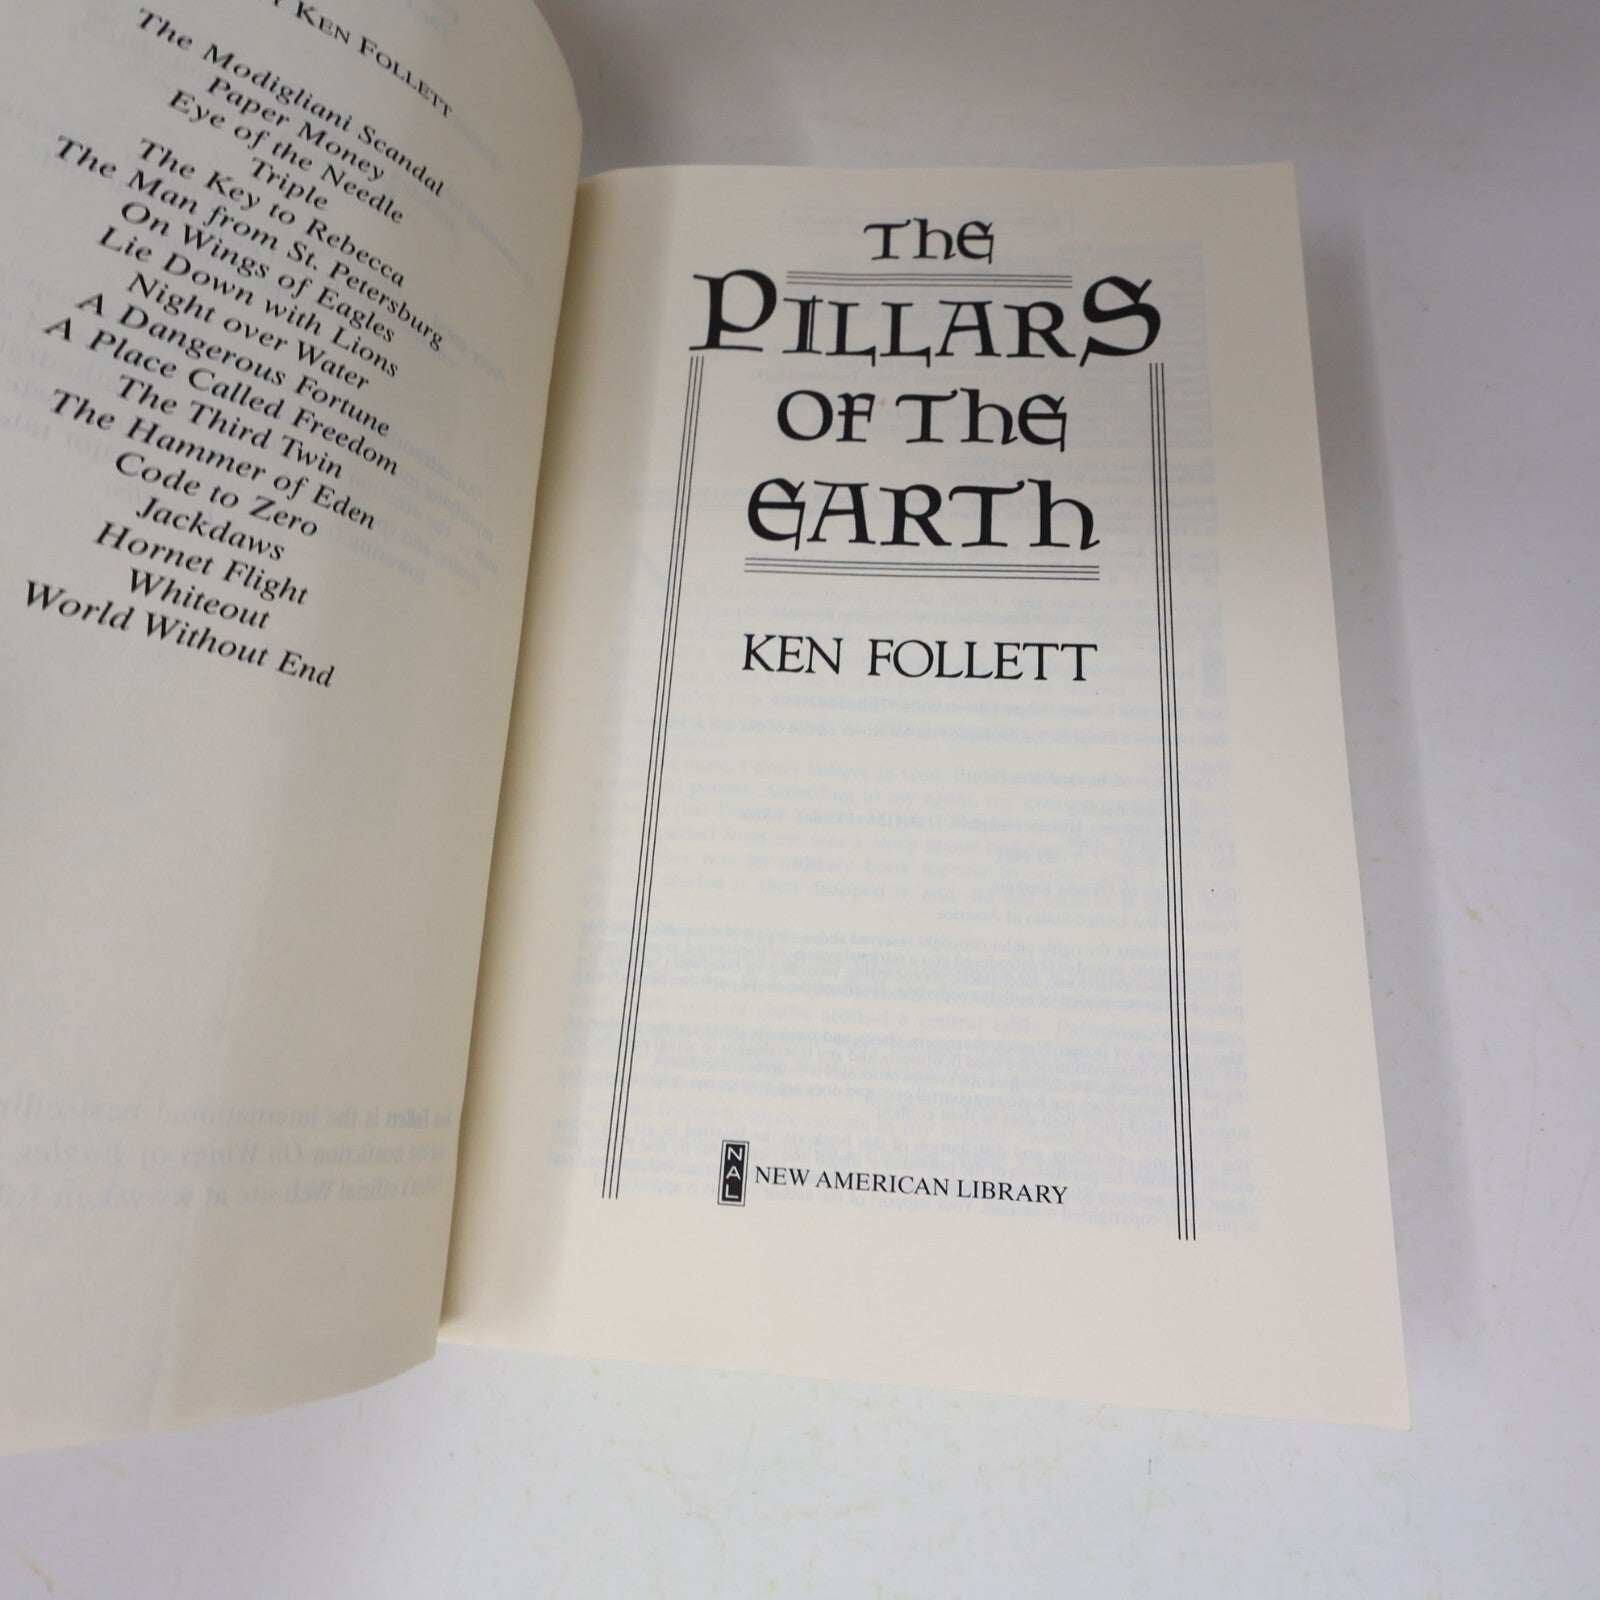 KEN FOLLETT
The Modigliani Scandal
Paper Money
Eye of the Needle
Triple
The Key to Rebecca
The Man from St. Petersburg
On Wings of Eagles
Lie Down with Lions
Night over Water
A Dangerous Fortune
A Place Called Freedom
The Third Twin
The Hammer of Eden
Code to Zero
Jackdaws
Hornet Flight
Whiteout
World Without End
The
PILLARS
OF The
EARTh
KEN FOLLETT
NAL NEW AMERICAN LIBRARY